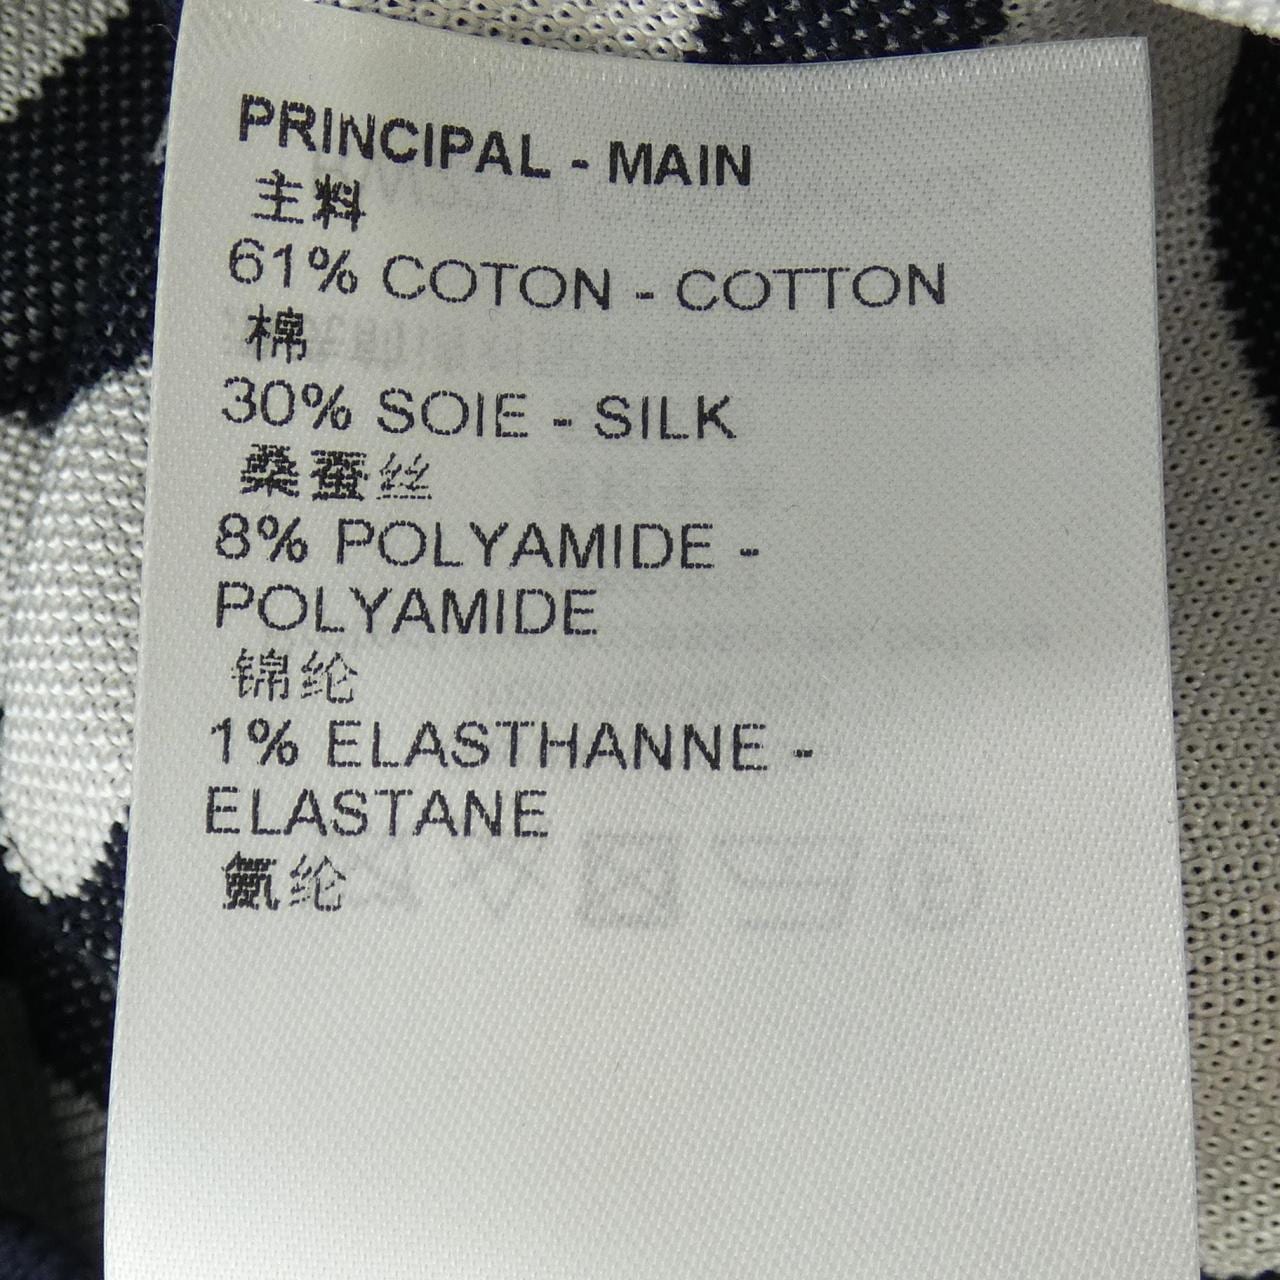 PRINCIPAL - MAIN
主料
61% COTON - COTTON
棉
30% SOIE - SILK
桑蚕丝
8% POLYAMIDE -
POLYAMIDE
锦纶
1% ELASTHANNE -
ELASTANE
氨纶